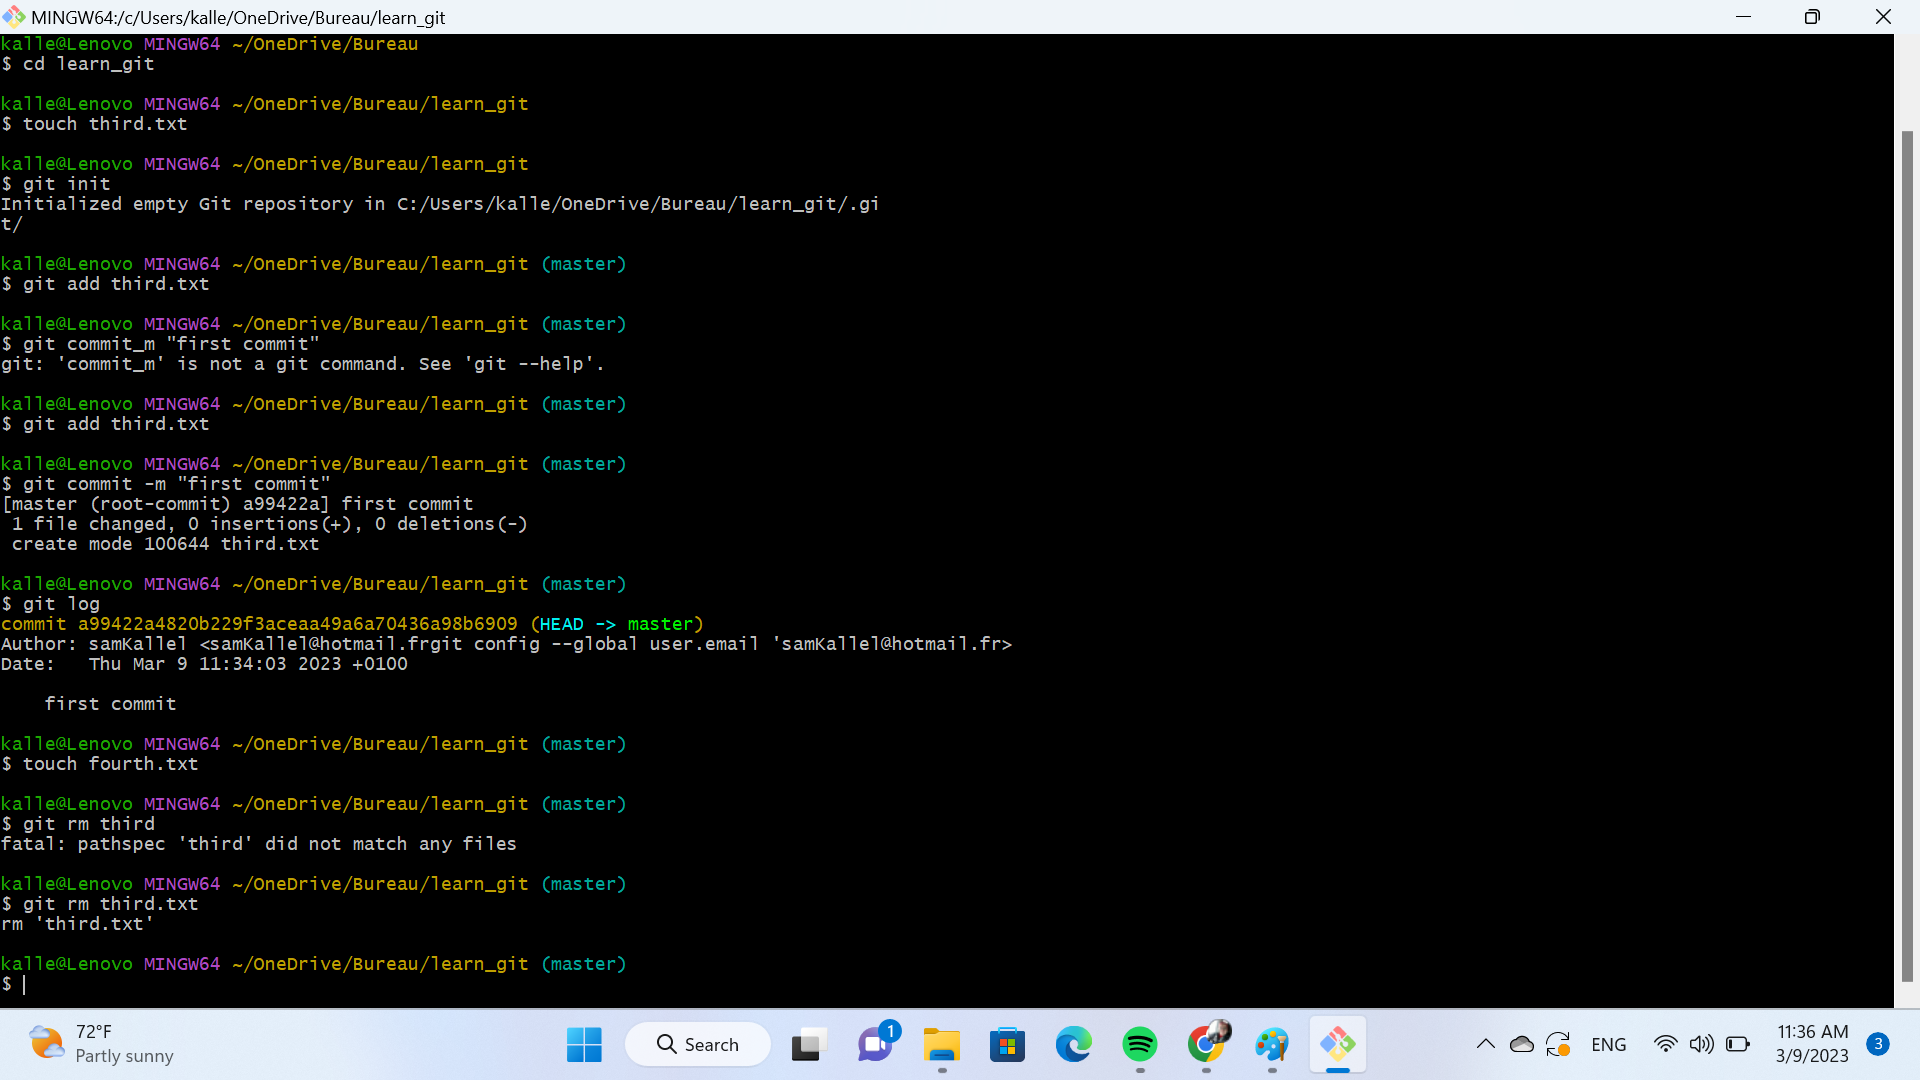 MINGW64:/c/Users/kalle/OneDrive/Bureau/learn_git
kalle@Lenovo MINGW64 ~/OneDrive/Bureau
$ cd learn_git
kalle@Lenovo MINGW64 ~/OneDrive/Bureau/learn_git
$ touch third.txt
kalle@Lenovo MINGW64 ~/OneDrive/Bureau/learn_git
$ git init
Initialized empty Git repository in C:/Users/kalle/OneDrive/Bureau/learn_git/.gi
t/
kalle@Lenovo MINGW64 ~/OneDrive/Bureau/learn_git (master)
$ git add third.txt
kalle@Lenovo MINGW64 ~/OneDrive/Bureau/learn_git (master)
$ git commit_m "first commit"
git: 'commit_m' is not a git command. See 'git --help'.
kalle@Lenovo MINGW64 ~/OneDrive/Bureau/learn_git (master)
$ git add third.txt
kalle@Lenovo MINGW64 ~/OneDrive/Bureau/learn_git (master)
$ git commit -m "first commit"
[master (root-commit) a99422a] first commit
 1 file changed, 0 insertions(+), 0 deletions(-)
 create mode 100644 third.txt
kalle@Lenovo MINGW64 ~/OneDrive/Bureau/learn_git (master)
$ git log
commit a99422a4820b229f3aceaa49a6a70436a98b6909 (HEAD -> master)
Author: samKallel <samKallel@hotmail.frgit config --global user.email 'samKallel@hotmail.fr>
Date:   Thu Mar 9 11:34:03 2023 +0100
    first commit
kalle@Lenovo MINGW64 ~/OneDrive/Bureau/learn_git (master)
$ touch fourth.txt
kalle@Lenovo MINGW64 ~/OneDrive/Bureau/learn_git (master)
$ git rm third
fatal: pathspec 'third' did not match any files
kalle@Lenovo MINGW64 ~/OneDrive/Bureau/learn_git (master)
$ git rm third.txt
rm 'third.txt'
kalle@Lenovo MINGW64 ~/OneDrive/Bureau/learn_git (master)
$
72°F
Partly sunny
Search
1
ENG
11:36 AM
3/9/2023
3